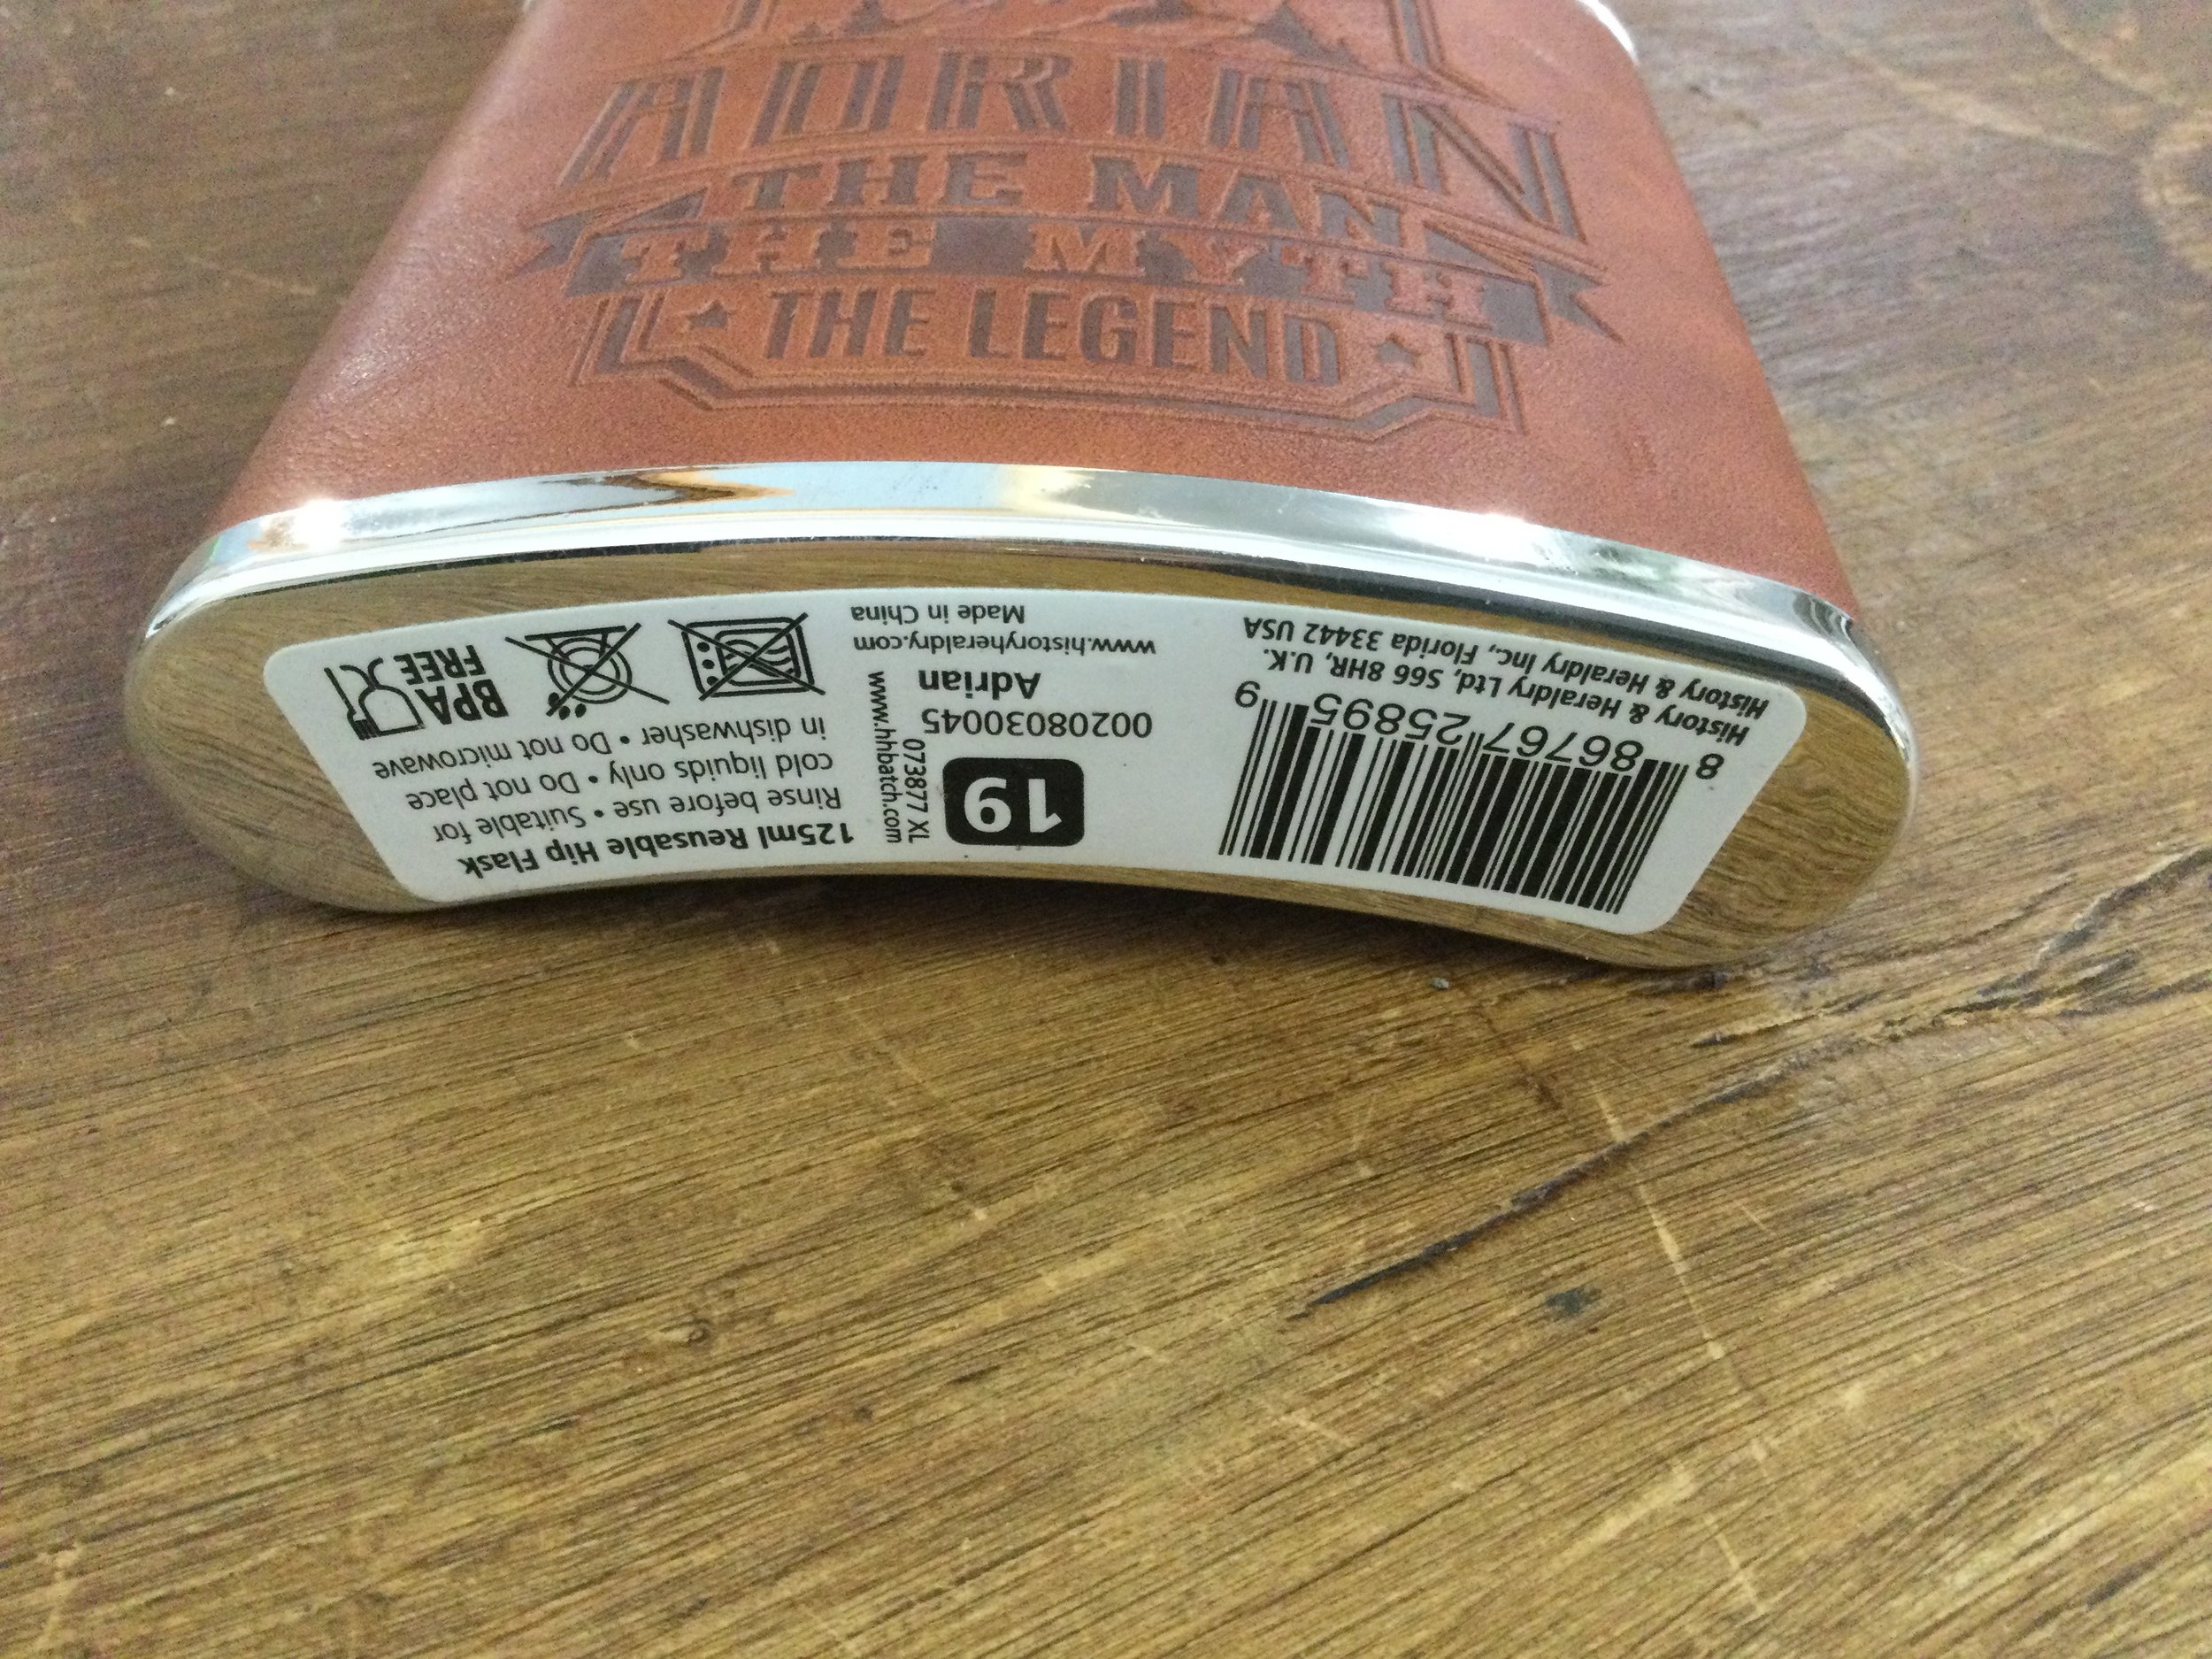 ADRIAN
THE MAN
THE MYTH
THE LEGEND
8 86767 25895 9
History & Heraldry Ltd, S66 8HR, U.K.
History & Heraldry Inc., Florida 33442 USA
19
00208030045
Adrian
www.historyheraldry.com
Made in China
073877 XL
www.hhbatch.com
125ml Reusable Hip Flask
Rinse before use • Suitable for
cold liquids only • Do not place
in dishwasher • Do not microwave
BPA
FREE